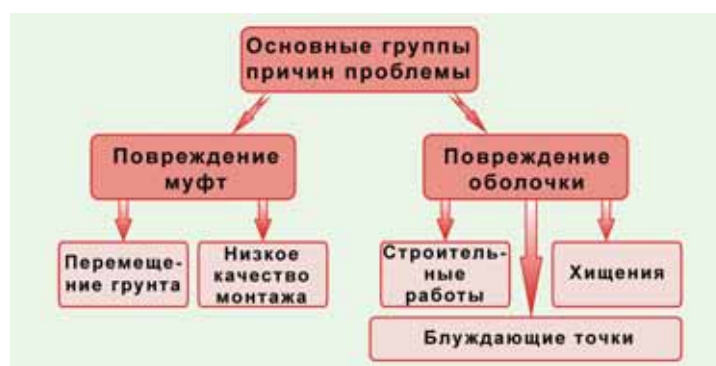 Основные группы
причин проблемы
Повреждение
муфт
Повреждение
оболочки
Перемеще-
ние грунта
Низкое
качество
монтажа
Строитель-
ные
работы
Хищения
Блуждающие точки